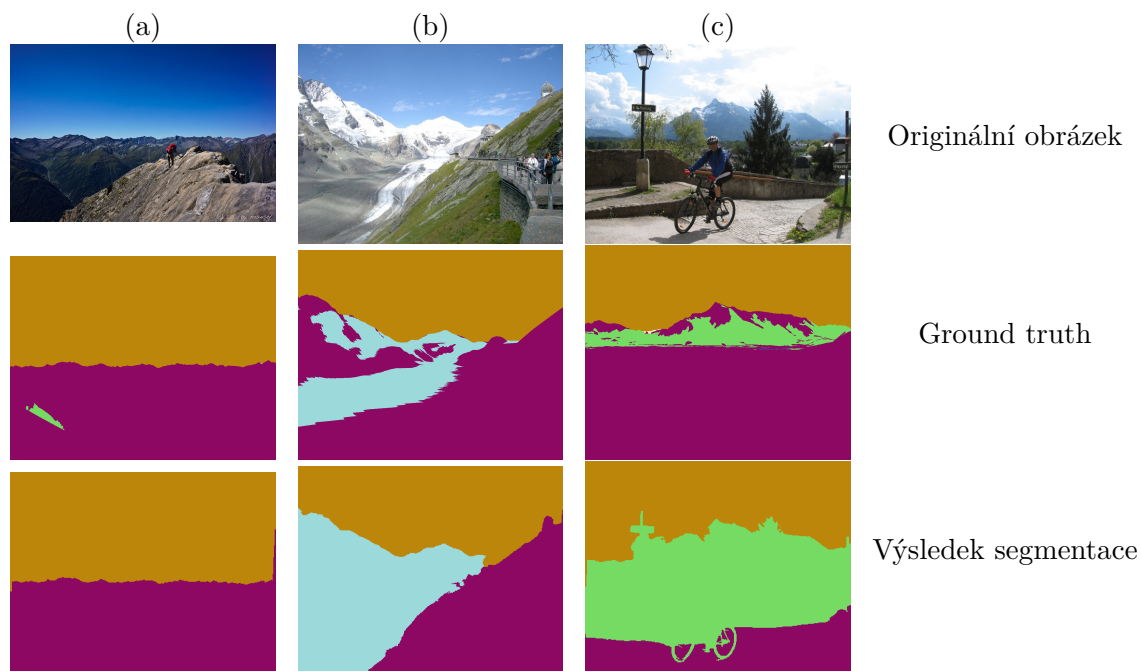 (a)
(b)
(c)
Originální obrázek
Ground truth
Výsledek segmentace